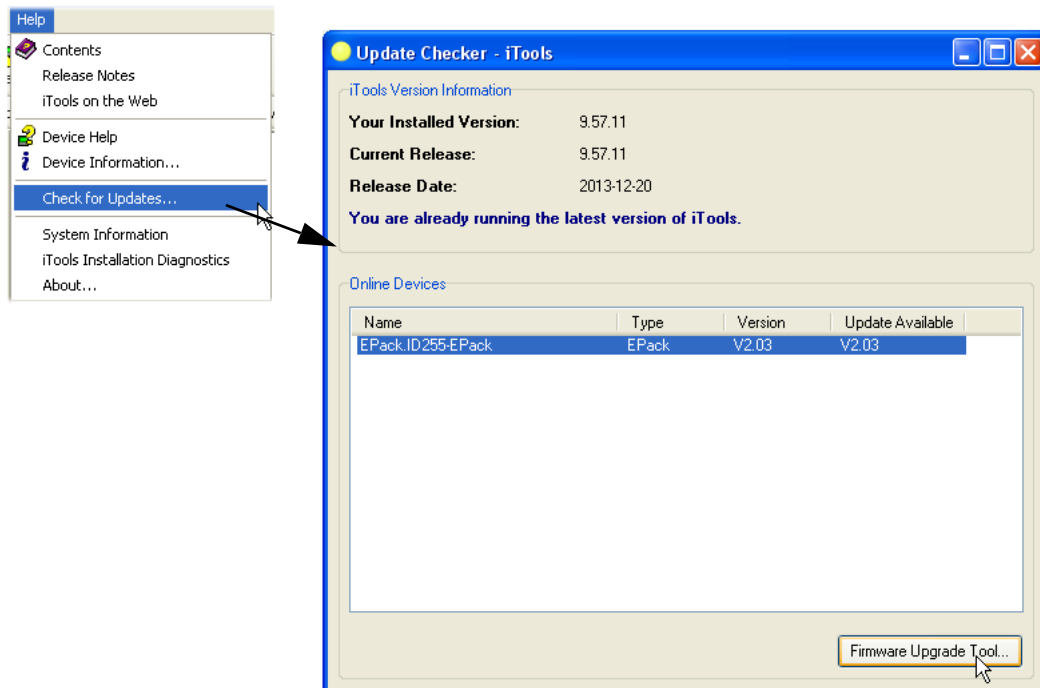 Help
Contents
Release Notes
iTools on the Web
Device Help
Device Information...
Check for Updates...
System Information
iTools Installation Diagnostics
About...
Update Checker - iTools
iTools Version Information
Your Installed Version: 9.57.11
Current Release: 9.57.11
Release Date: 2013-12-20
You are already running the latest version of iTools.
Online Devices
Name Type Version Update Available
EPack.ID255-EPack EPack V2.03 V2.03
Firmware Upgrade Tool...